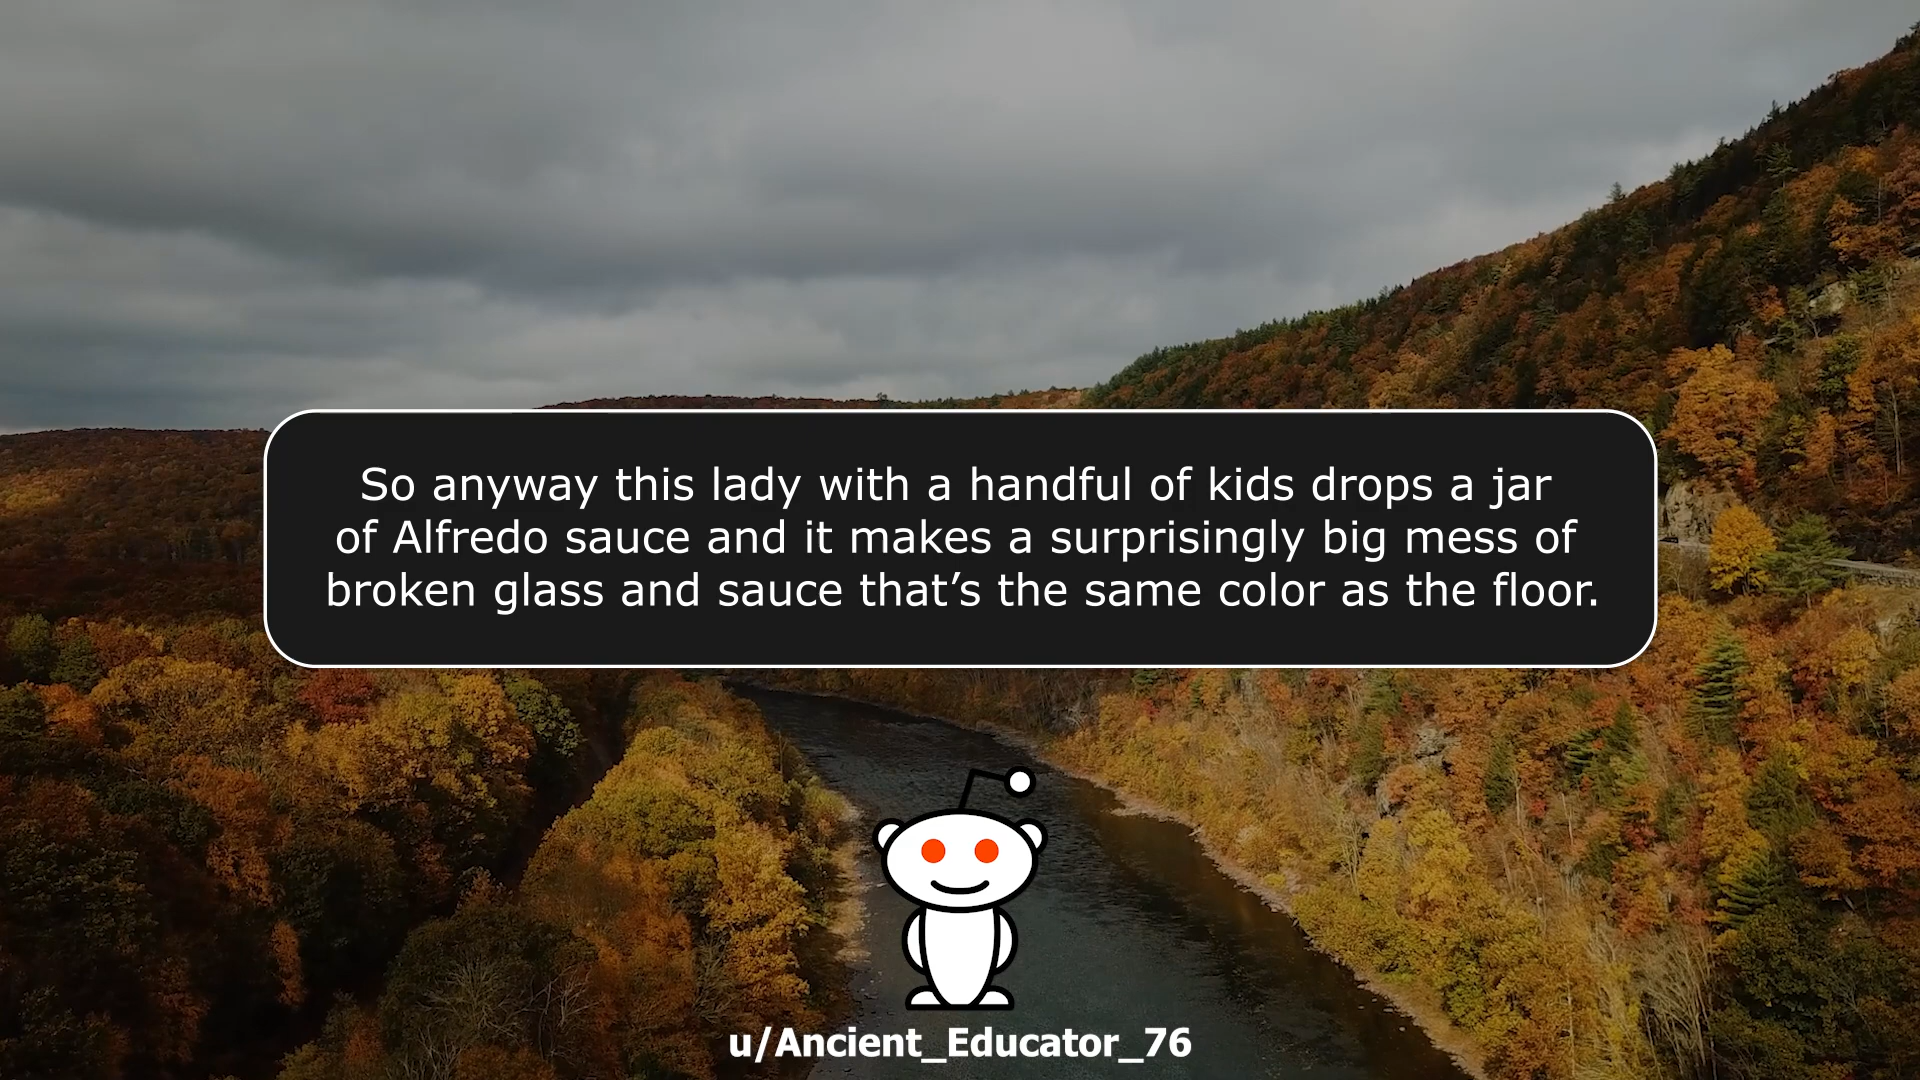 So anyway this lady with a handful of kids drops a jar
of Alfredo sauce and it makes a surprisingly big mess of
broken glass and sauce that’s the same color as the floor.
u/Ancient_Educator_76